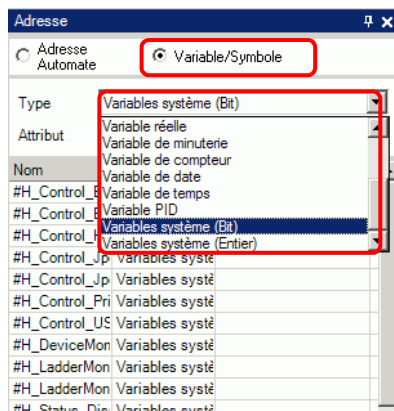 Adresse
Adresse Automate
Variable/Symbole
Type
Variables système (Bit)
Attribut
Variable réelle
Variable de minuterie
Variable de compteur
Variable de date
Variable de temps
Variable PID
Variables système (Bit)
Variables système (Entier)
Nom
#H_Control_
#H_Control_
#H_Control_
#H_Control_Jp Variables systè
#H_Control_Jp Variables systè
#H_Control_Pri Variables systè
#H_Control_US Variables systè
#H_DeviceMon Variables systè
#H_LadderMon Variables systè
#H_LadderMon Variables systè
#H_Status_Dis Variables systè